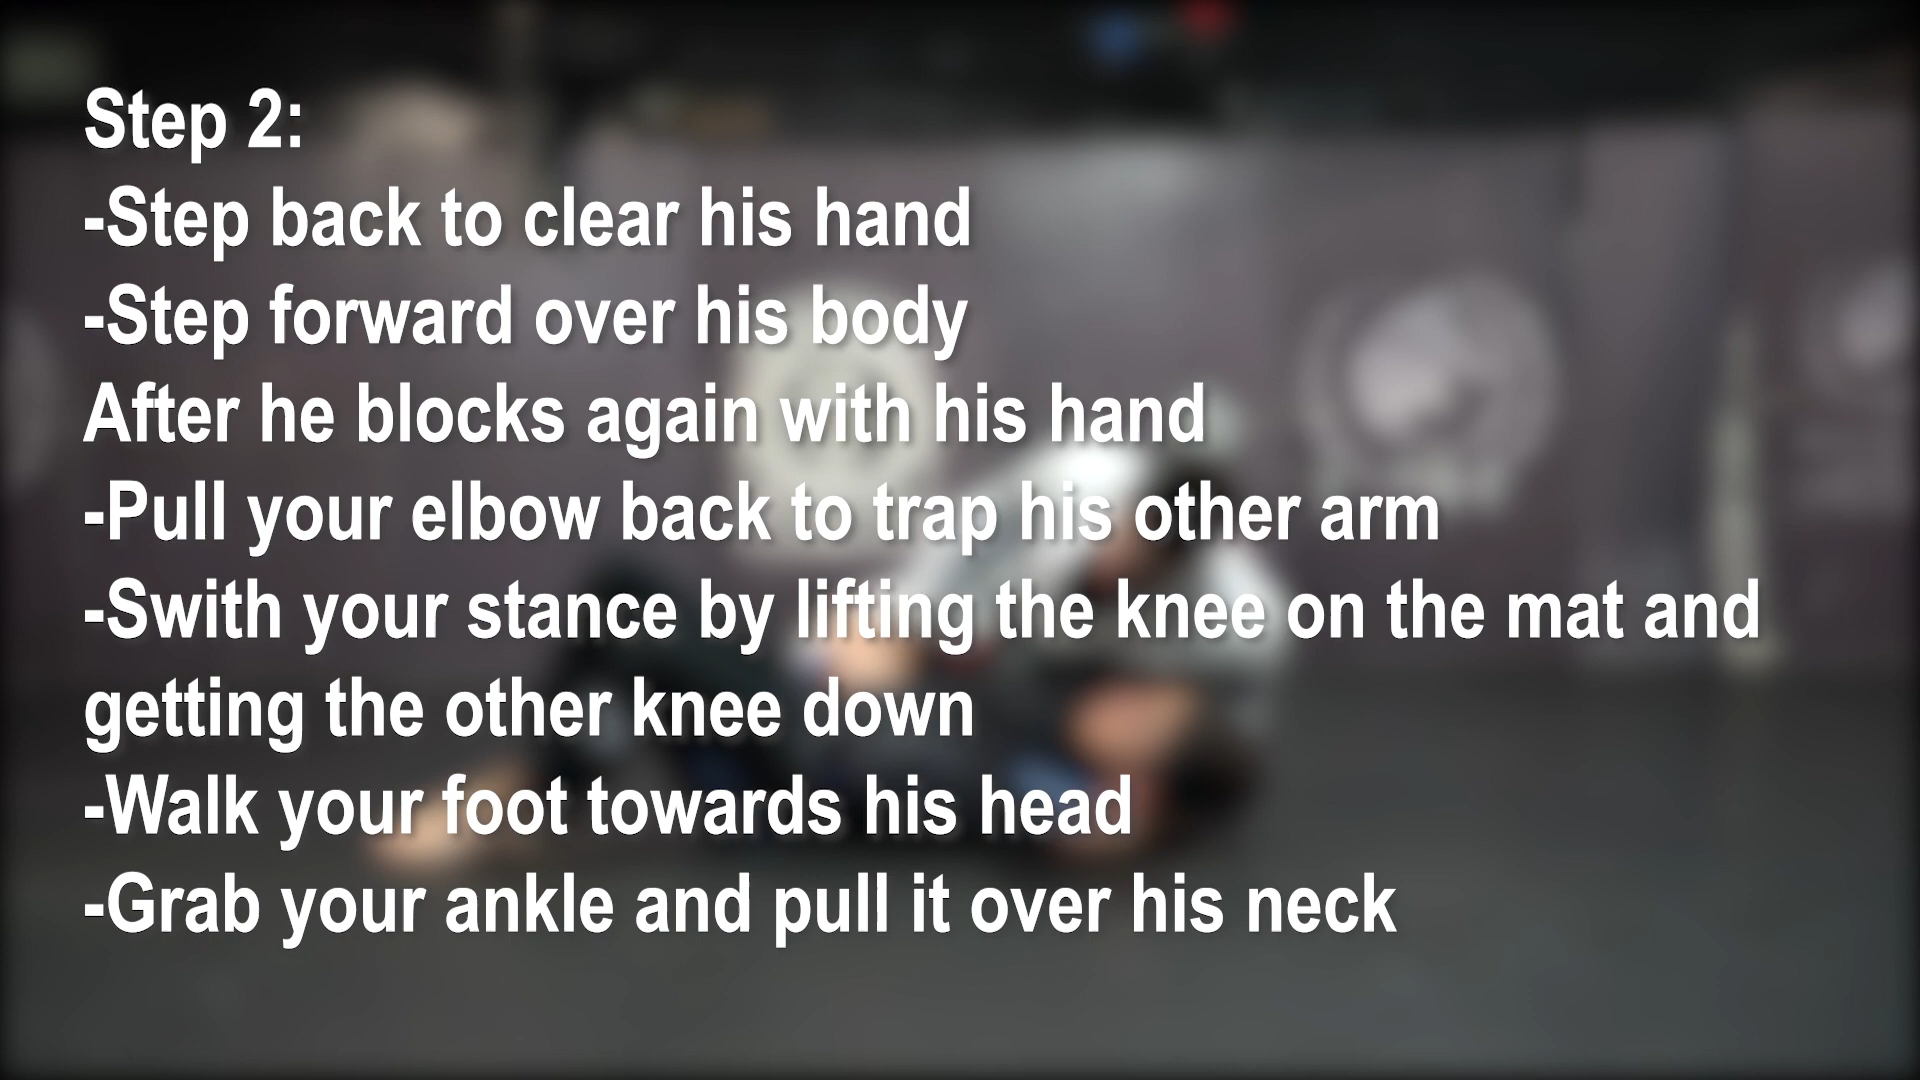 Step 2:
-Step back to clear his hand
-Step forward over his body
After he blocks again with his hand
-Pull your elbow back to trap his other arm
-Swith your stance by lifting the knee on the mat and
getting the other knee down
-Walk your foot towards his head
-Grab your ankle and pull it over his neck